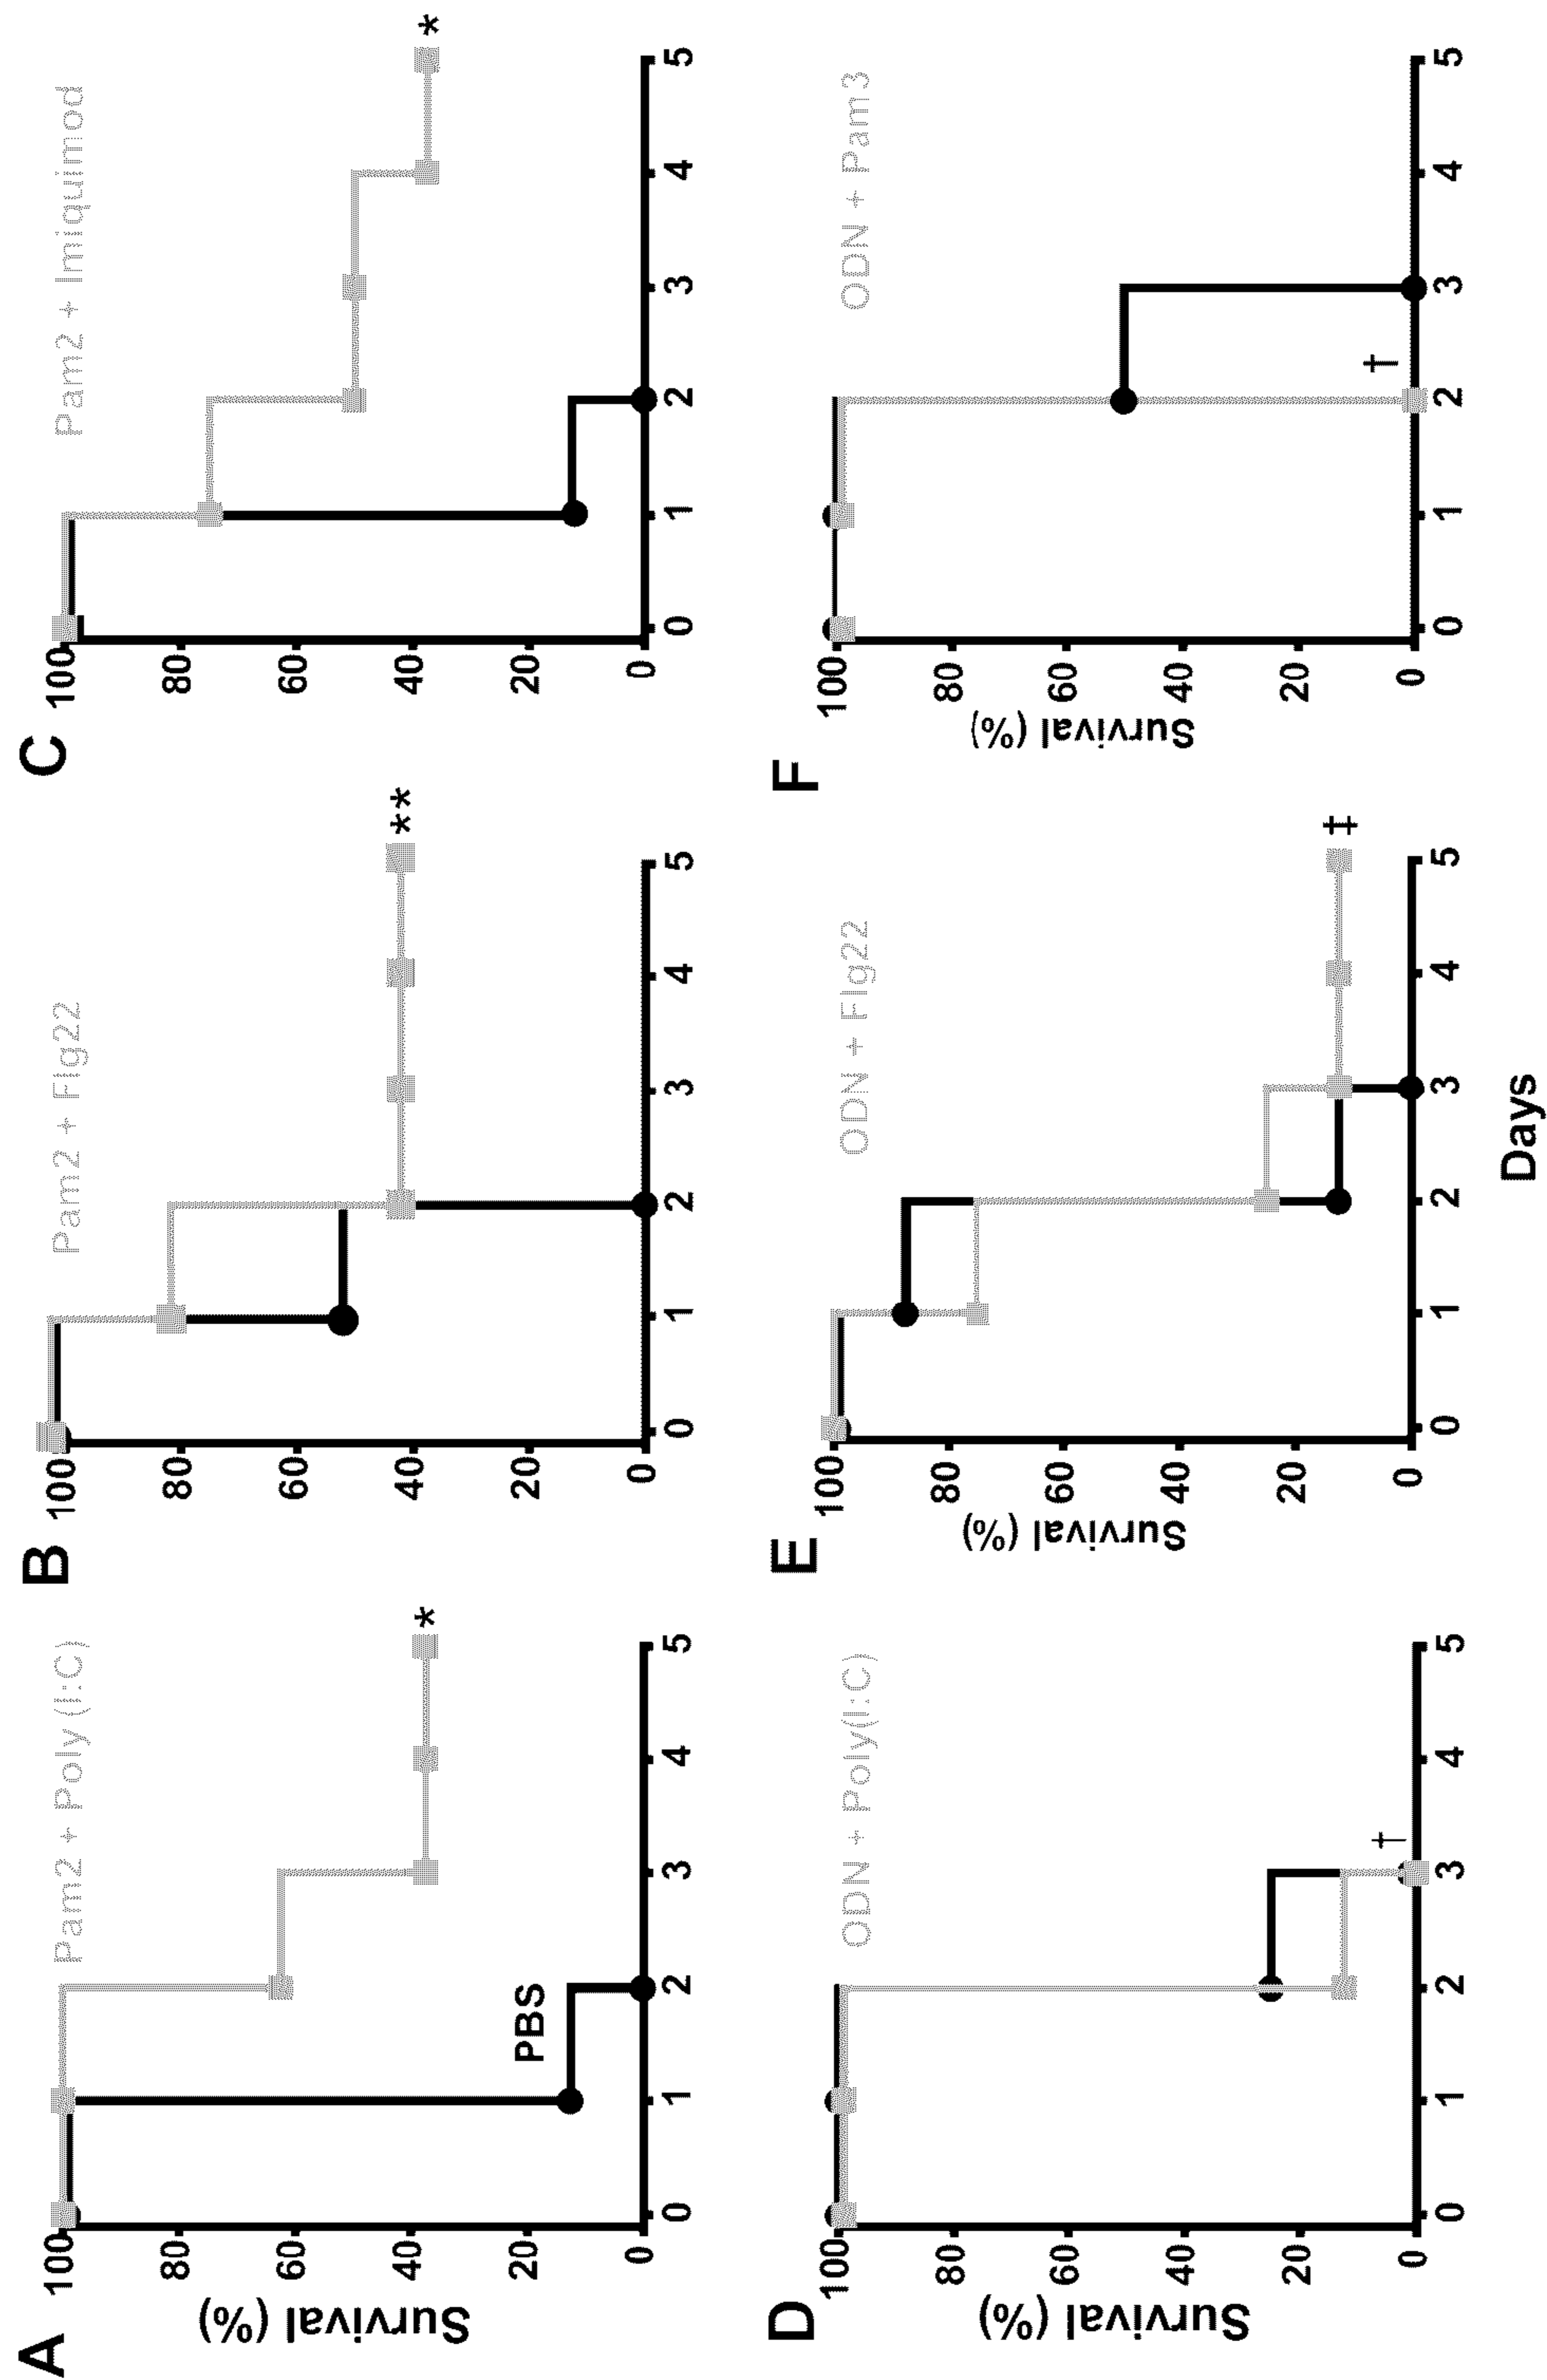 A
Pam2 + Poly (I:C)
Survival (%)
100
80
60
40
20
0
PBS
*
0 1 2 3 4 5
B
Pam2 + Flg22
100
80
60
40
20
0
**
0 1 2 3 4 5
C
Pam2 + Imiquimod
100
80
60
40
20
0
*
0 1 2 3 4 5
D
ODN + Poly(I:C)
Survival (%)
100
80
60
40
20
0
†
0 1 2 3 4 5
E
ODN + Flg22
Survival (%)
100
80
60
40
20
0
‡
0 1 2 3 4 5
Days
F
ODN + Pam3
Survival (%)
100
80
60
40
20
0
†
0 1 2 3 4 5